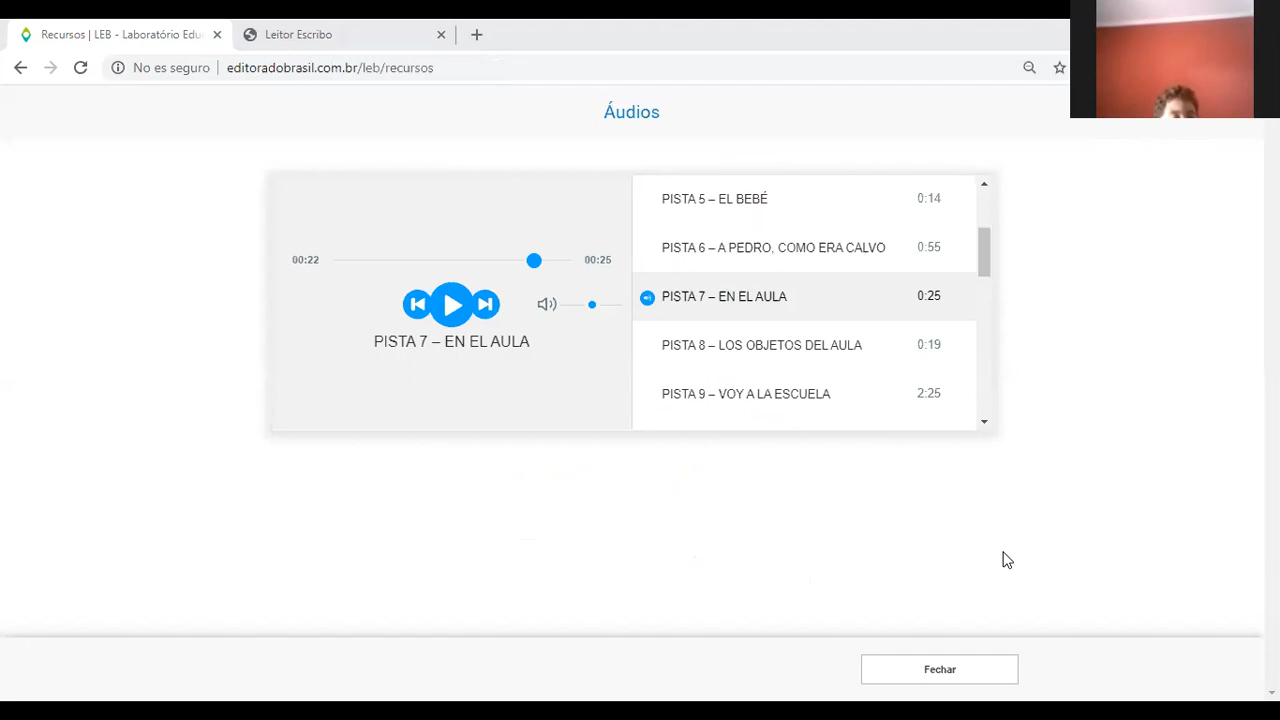 Recursos | LEB - Laboratório Edu
Leitor Escribo
No es seguro
editoradobrasil.com.br/leb/recursos
Áudios
00:22
00:25
PISTA 7 – EN EL AULA
PISTA 5 – EL BEBÉ 0:14
PISTA 6 – A PEDRO, COMO ERA CALVO 0:55
PISTA 7 – EN EL AULA 0:25
PISTA 8 – LOS OBJETOS DEL AULA 0:19
PISTA 9 – VOY A LA ESCUELA 2:25
Fechar